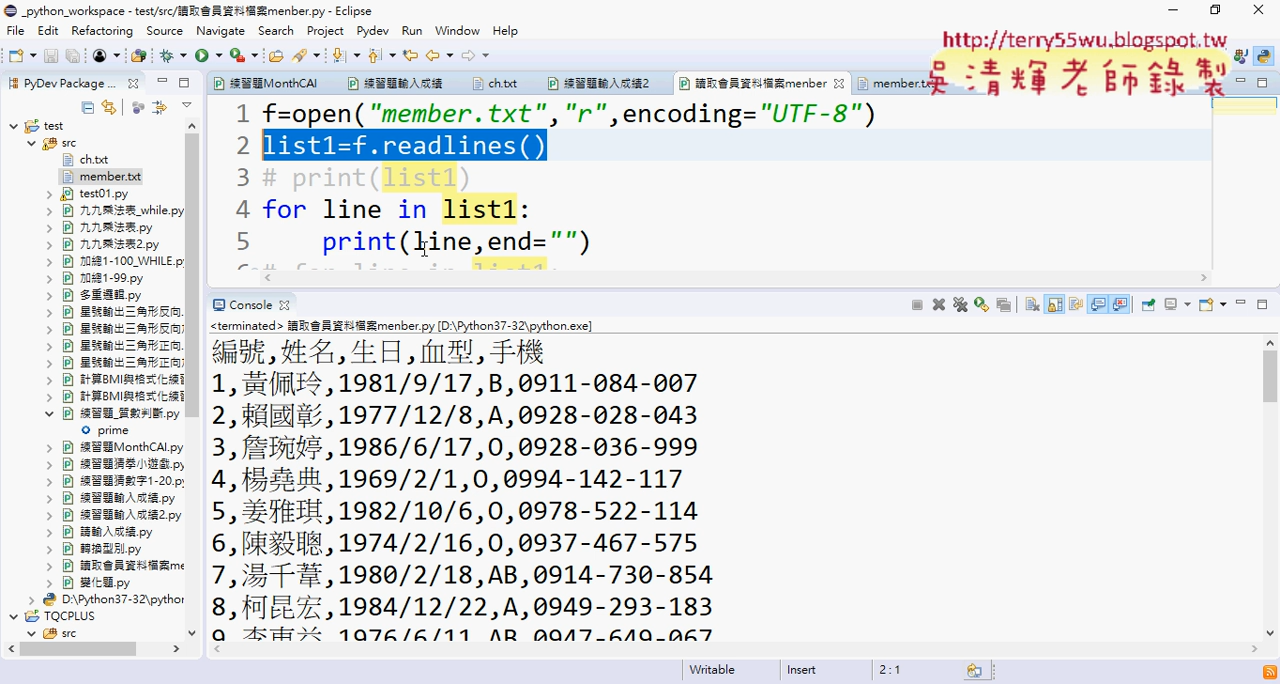 _python_workspace - test/src/讀取會員資料檔案menber.py - Eclipse
File Edit Refactoring Source Navigate Search Project Pydev Run Window Help
http://terry55wu.blogspot.tw
吳清輝老師錄製
PyDev Package ...
練習題MonthCAI 練習題輸入成績 ch.txt 練習題輸入成績2 讀取會員資料檔案menber member.txt
1 f=open("member.txt","r",encoding="UTF-8")
2 list1=f.readlines()
3 # print(list1)
4 for line in list1:
5 print(line,end="")
6 # for line in list1:
test
src
ch.txt
member.txt
test01.py
九九乘法表_while.py
九九乘法表.py
九九乘法表2.py
加總1-100_WHILE.py
加總1-99.py
多重邏輯.py
星號輸出三角形反向
星號輸出三角形反向
星號輸出三角形正向
星號輸出三角形正向
計算BMI與格式化練習
計算BMI與格式化練習
練習題_質數判斷.py
prime
練習題MonthCAI.py
練習題猜拳小遊戲.py
練習題猜數字1-20.py
練習題輸入成績.py
練習題輸入成績2.py
請輸入成績.py
轉換型別.py
讀取會員資料檔案me
變化題.py
D:\Python37-32\python
TQCPLUS
src
Console
<terminated> 讀取會員資料檔案menber.py [D:\Python37-32\python.exe]
編號,姓名,生日,血型,手機
1,黃佩玲,1981/9/17,B,0911-084-007
2,賴國彰,1977/12/8,A,0928-028-043
3,詹琬婷,1986/6/17,O,0928-036-999
4,楊堯典,1969/2/1,O,0994-142-117
5,姜雅琪,1982/10/6,O,0978-522-114
6,陳毅聰,1974/2/16,O,0937-467-575
7,湯千葦,1980/2/18,AB,0914-730-854
8,柯昆宏,1984/12/22,A,0949-293-183
9,李東益,1976/6/11,AB,0947-649-067
Writable Insert 2 : 1